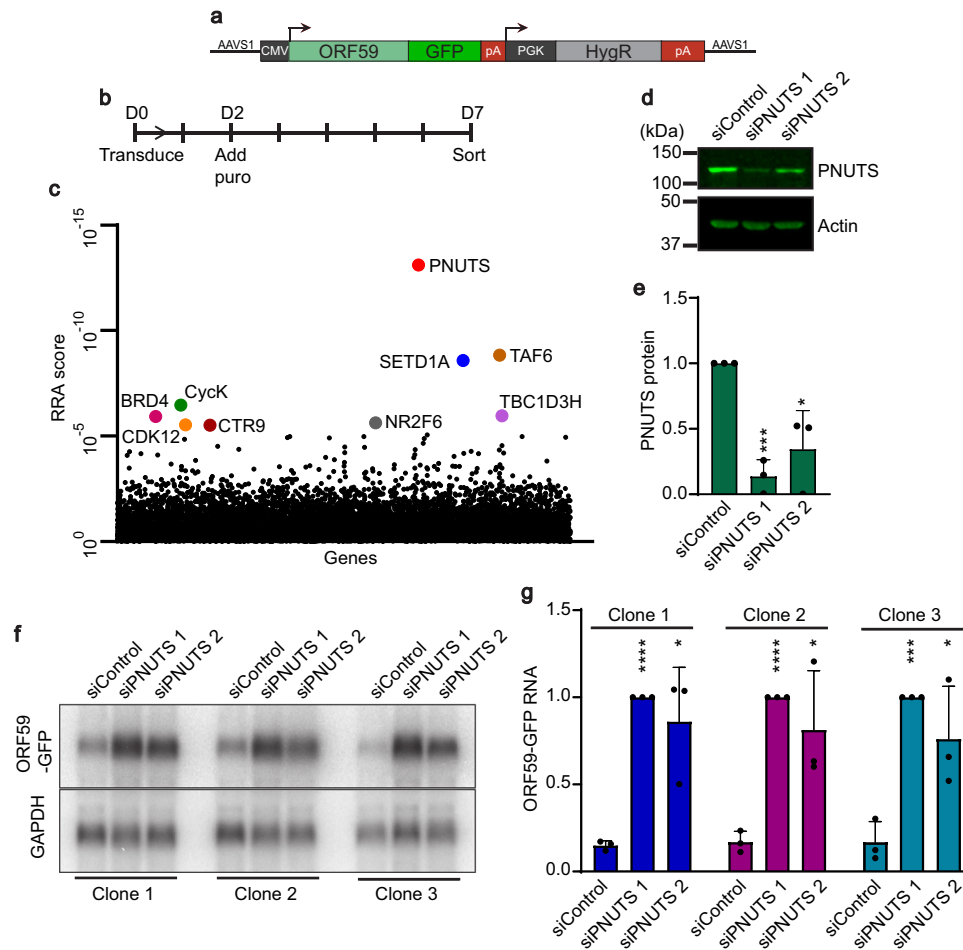 a
AAVS1 CMV ORF59 GFP pA PGK HygR pA AAVS1
b
D0 D2 D7
Transduce Add Sort
puro
c
10^-15
10^-10
10^-5
10^0
RRA score
PNUTS
SETD1A
TAF6
BRD4
CycK
CDK12
CTR9
NR2F6
TBC1D3H
Genes
d
(kDa)
siControl
siPNUTS 1
siPNUTS 2
150
100
PNUTS
50
37
Actin
e
PNUTS protein
1.0
0.5
0.0
***
*
siControl
siPNUTS 1
siPNUTS 2
f
siControl
siPNUTS 1
siPNUTS 2
siControl
siPNUTS 1
siPNUTS 2
siControl
siPNUTS 1
siPNUTS 2
ORF59
-GFP
GAPDH
Clone 1
Clone 2
Clone 3
g
ORF59-GFP RNA
1.5
1.0
0.5
0.0
Clone 1
Clone 2
Clone 3
****
*
****
*
***
*
siControl
siPNUTS 1
siPNUTS 2
siControl
siPNUTS 1
siPNUTS 2
siControl
siPNUTS 1
siPNUTS 2